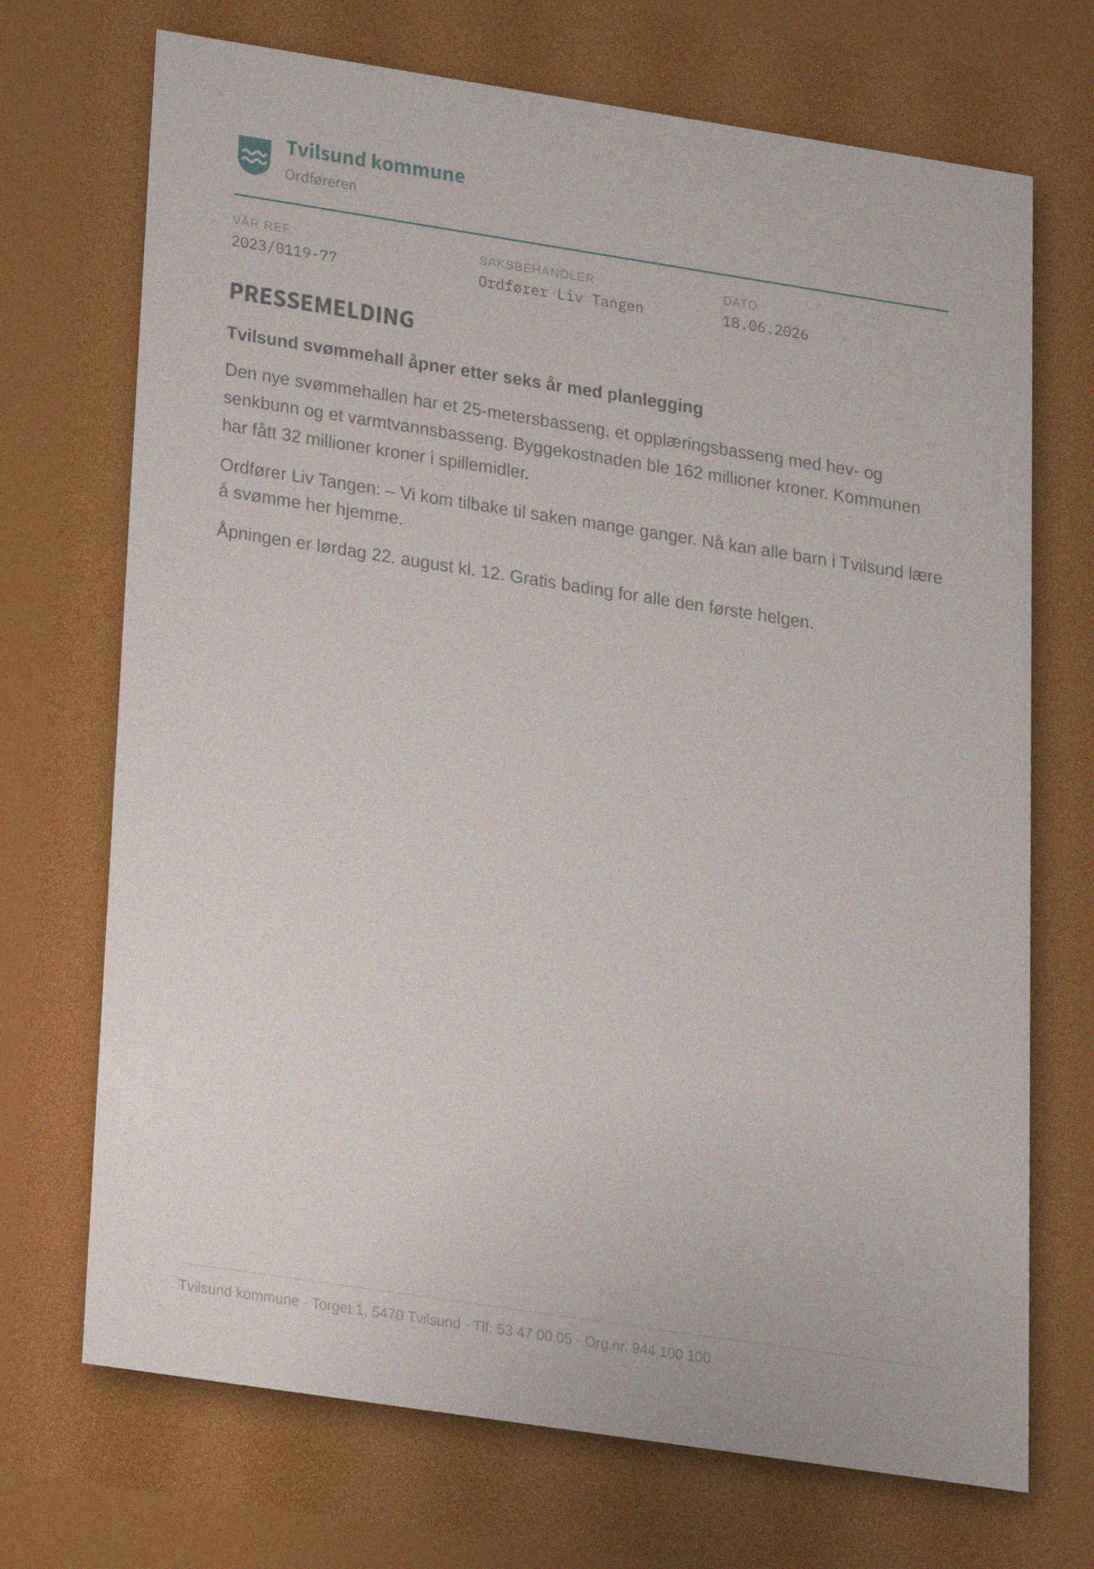 Tvilsund kommune
Ordføreren
VÅR REF.
2023/0119-77
SAKSBEHANDLER
Ordfører Liv Tangen
DATO
18.06.2026
PRESSEMELDING
Tvilsund svømmehall åpner etter seks år med planlegging
Den nye svømmehallen har et 25-metersbasseng, et opplæringsbasseng med hev- og
senkbunn og et varmtvannsbasseng. Byggekostnaden ble 162 millioner kroner. Kommunen
har fått 32 millioner kroner i spillemidler.
Ordfører Liv Tangen: – Vi kom tilbake til saken mange ganger. Nå kan alle barn i Tvilsund lære
å svømme her hjemme.
Åpningen er lørdag 22. august kl. 12. Gratis bading for alle den første helgen.
Tvilsund kommune · Torget 1, 5470 Tvilsund · Tlf. 53 47 00 05 · Org.nr. 944 100 100